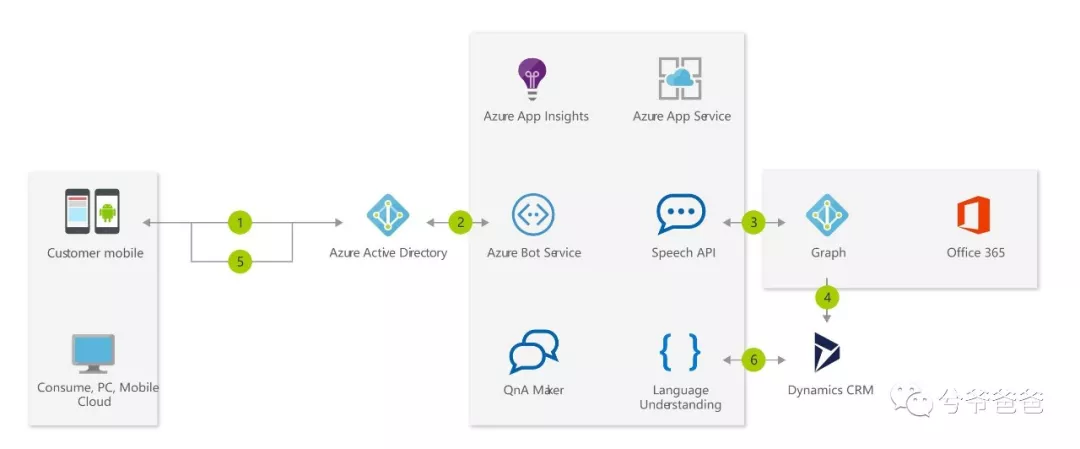 Azure App Insights
Azure App Service
1
2
3
Customer mobile
5
Azure Active Directory
Azure Bot Service
Speech API
Graph
Office 365
4
6
Consume, PC, Mobile
Cloud
QnA Maker
Language
Understanding
Dynamics CRM
兮爷爸爸